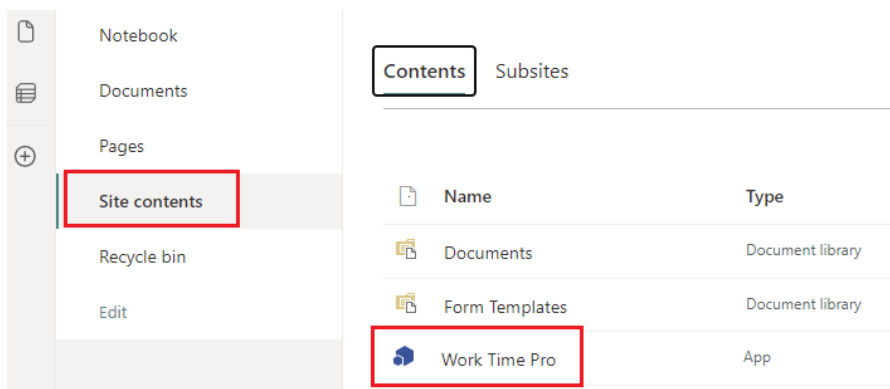 Notebook
Documents
Pages
Site contents
Recycle bin
Edit
Contents Subsites
Name Type
Documents Document library
Form Templates Document library
Work Time Pro App